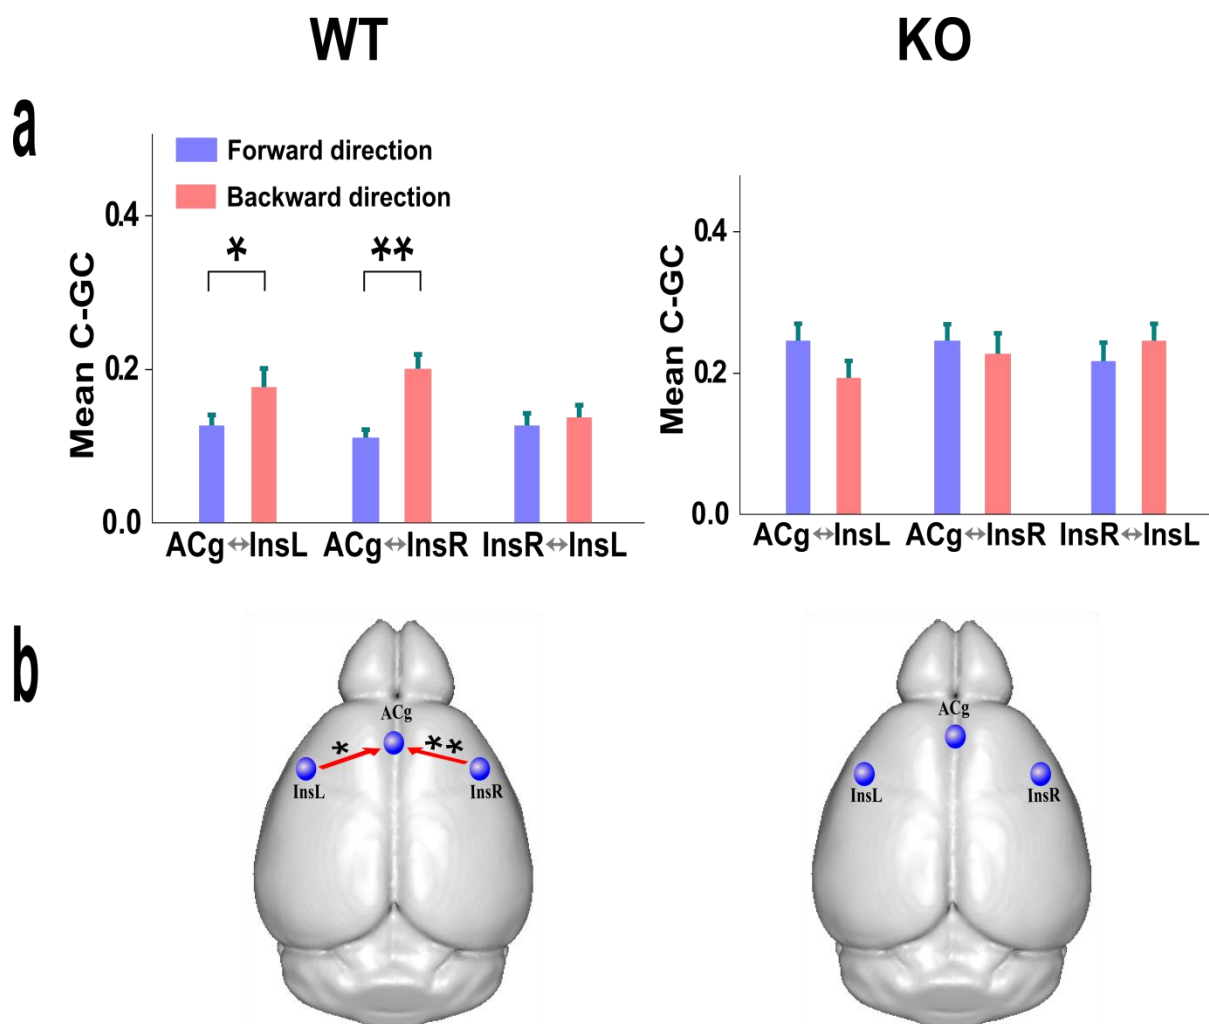 WT
KO
a
Forward direction
Backward direction
Mean C-GC
0.4
0.2
0.0
*
**
ACg↔InsL ACg↔InsR InsR↔InsL
Mean C-GC
0.4
0.2
0.0
ACg↔InsL ACg↔InsR InsR↔InsL
b
ACg
*
**
InsL
InsR
ACg
InsL
InsR